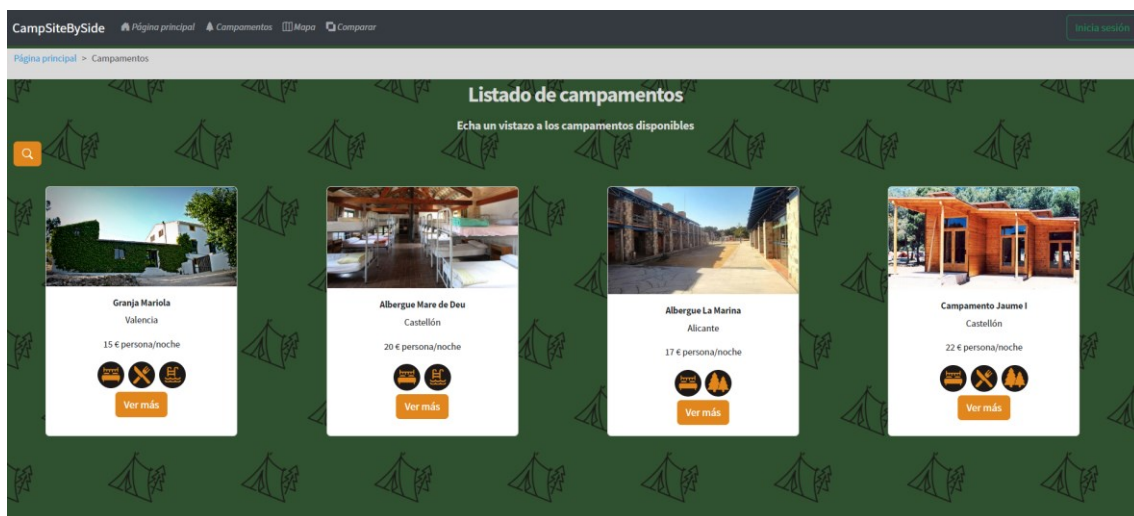 CampSiteBySide Página principal Campamentos Mapa Comparar Inicia sesión
Página principal > Campamentos
Listado de campamentos
Echa un vistazo a los campamentos disponibles
Granja Mariola
Valencia
15 € persona/noche
Ver más
Albergue Mare de Deu
Castellón
20 € persona/noche
Ver más
Albergue La Marina
Alicante
17 € persona/noche
Ver más
Campamento Jaume I
Castellón
22 € persona/noche
Ver más